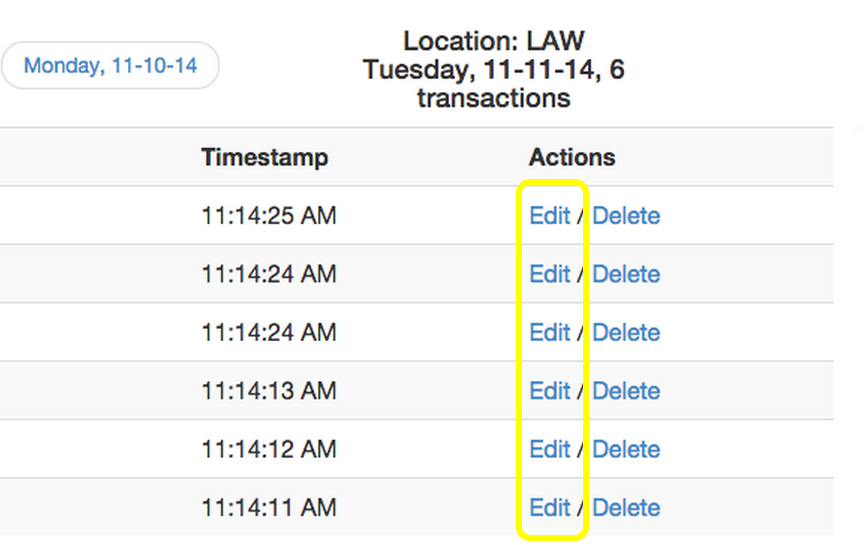 Monday, 11-10-14
Location: LAW
Tuesday, 11-11-14, 6
transactions
Timestamp Actions
11:14:25 AM Edit / Delete
11:14:24 AM Edit / Delete
11:14:24 AM Edit / Delete
11:14:13 AM Edit / Delete
11:14:12 AM Edit / Delete
11:14:11 AM Edit / Delete